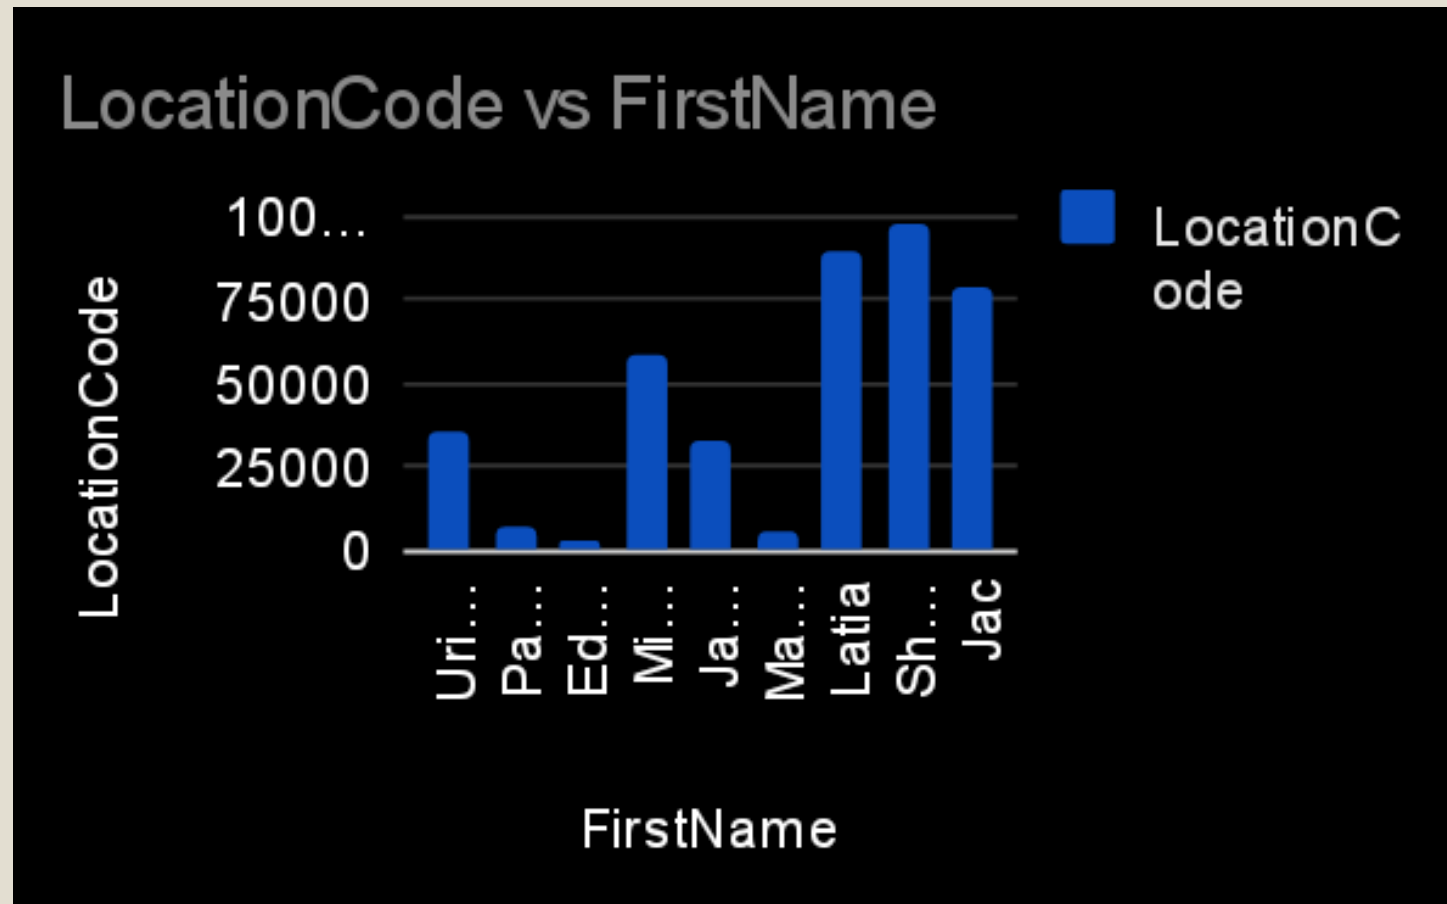 LocationCode vs FirstName
100...
75000
50000
25000
0
LocationCode
LocationC
ode
Uri...
Pa...
Ed...
Mi...
Ja...
Ma...
Latia
Sh...
Jac
FirstName